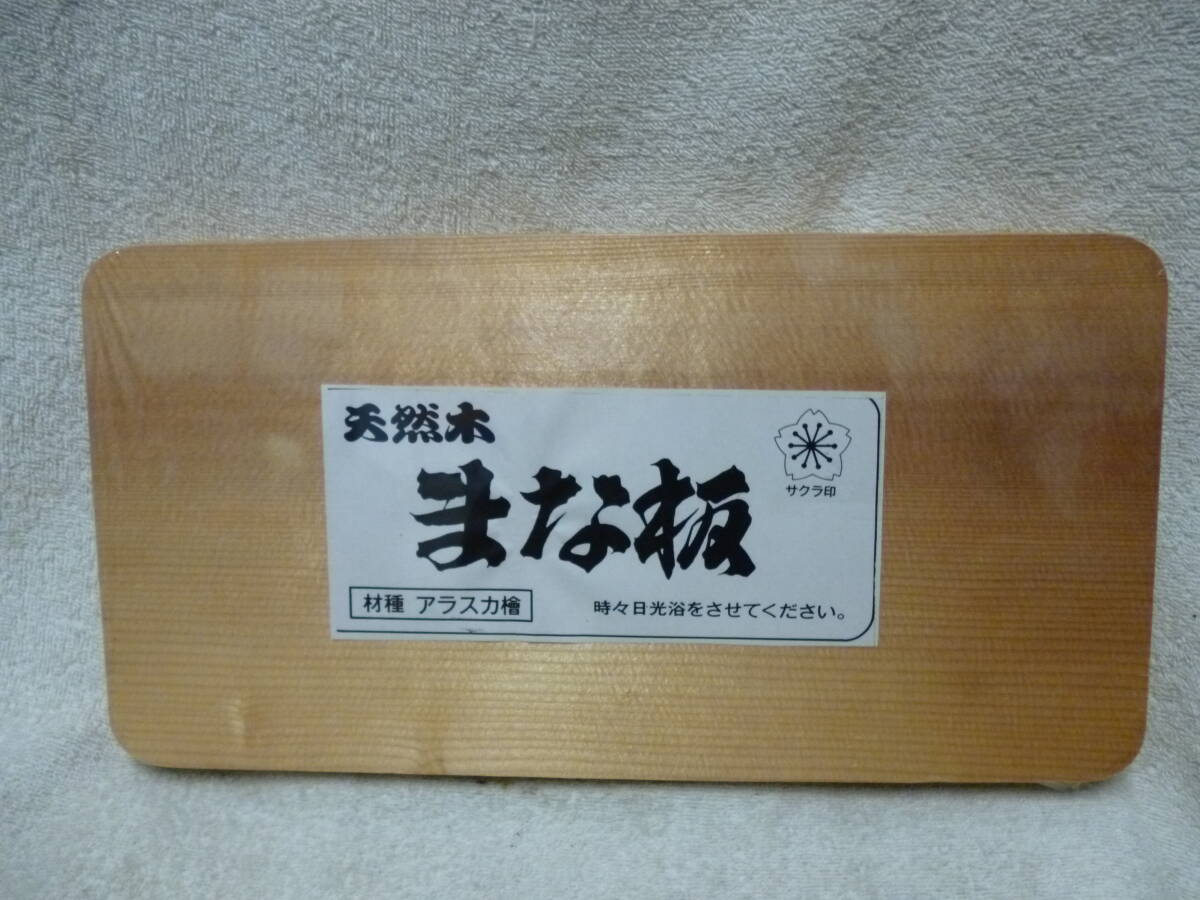 天然木
サクラ印
まな板
材種 アラスカ檜
時々日光浴をさせてください。